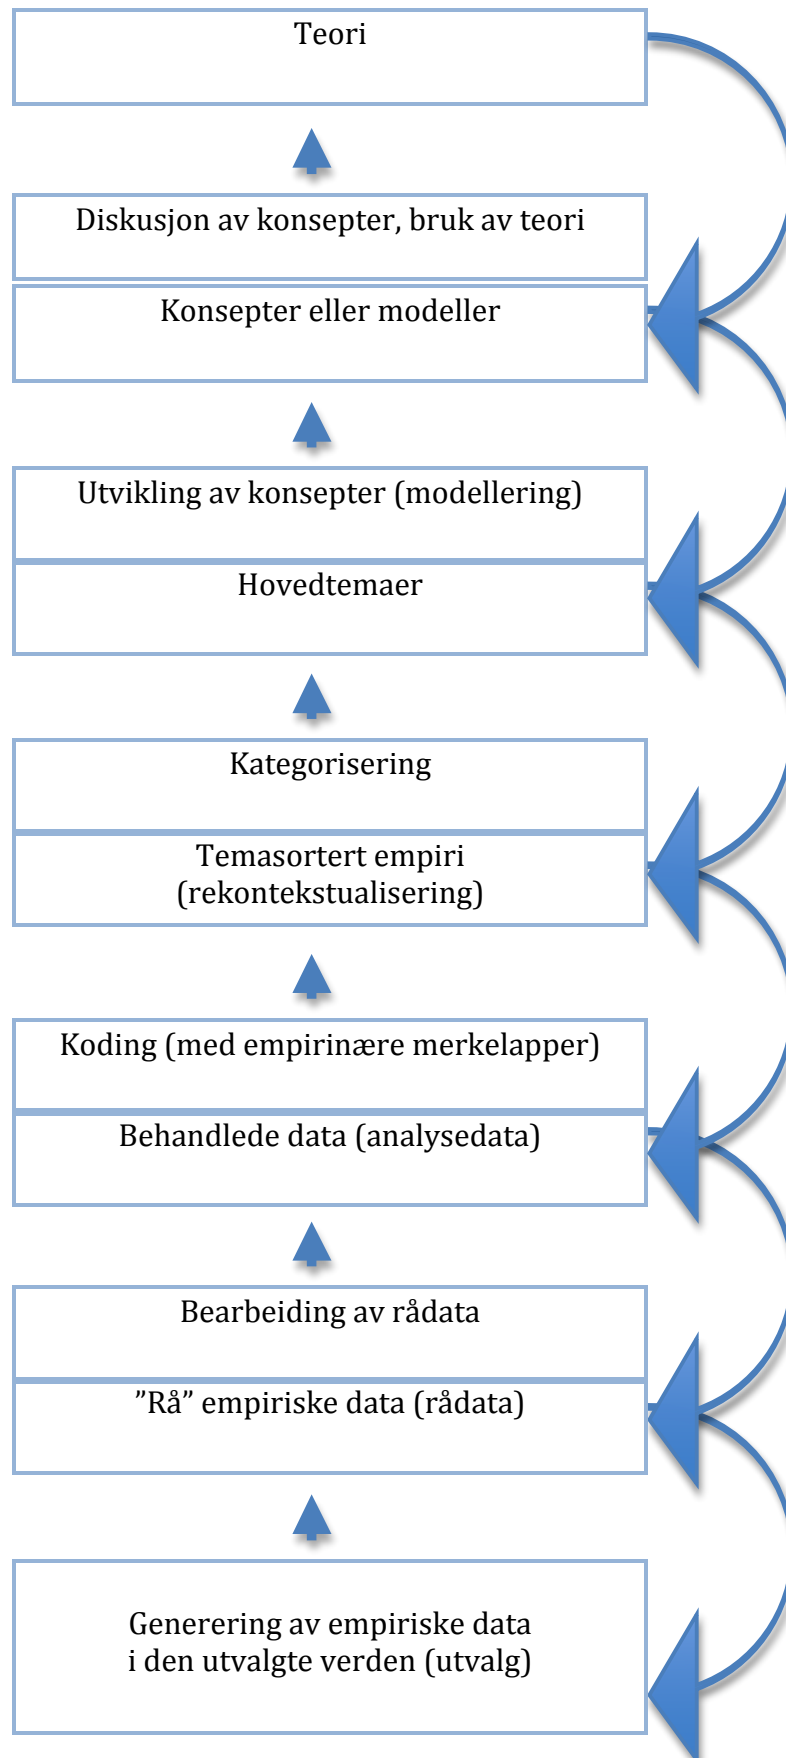 Teori
Diskusjon av konsepter, bruk av teori
Konsepter eller modeller
Utvikling av konsepter (modellering)
Hovedtemaer
Kategorisering
Temasortert empiri
(rekontekstualisering)
Koding (med empirinære merkelapper)
Behandlede data (analysedata)
Bearbeiding av rådata
”Rå” empiriske data (rådata)
Generering av empiriske data
i den utvalgte verden (utvalg)